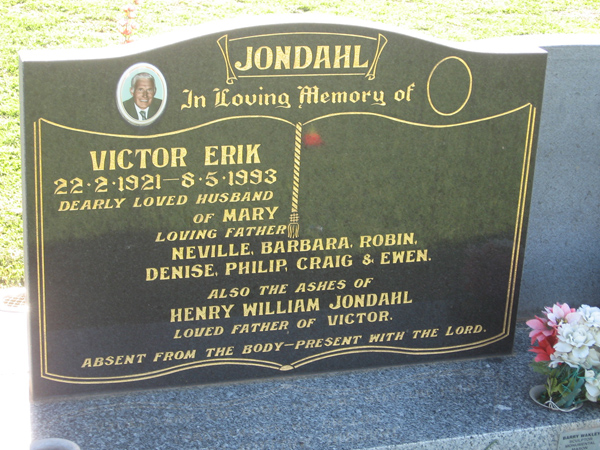 JONDAHL
In Loving Memory of
VICTOR ERIK
22·2·1921–8·5·1993
DEARLY LOVED HUSBAND
OF MARY
LOVING FATHER
NEVILLE, BARBARA, ROBIN,
DENISE, PHILIP, CRAIG & EWEN.
ALSO THE ASHES OF
HENRY WILLIAM JONDAHL
LOVED FATHER OF VICTOR.
ABSENT FROM THE BODY–PRESENT WITH THE LORD.